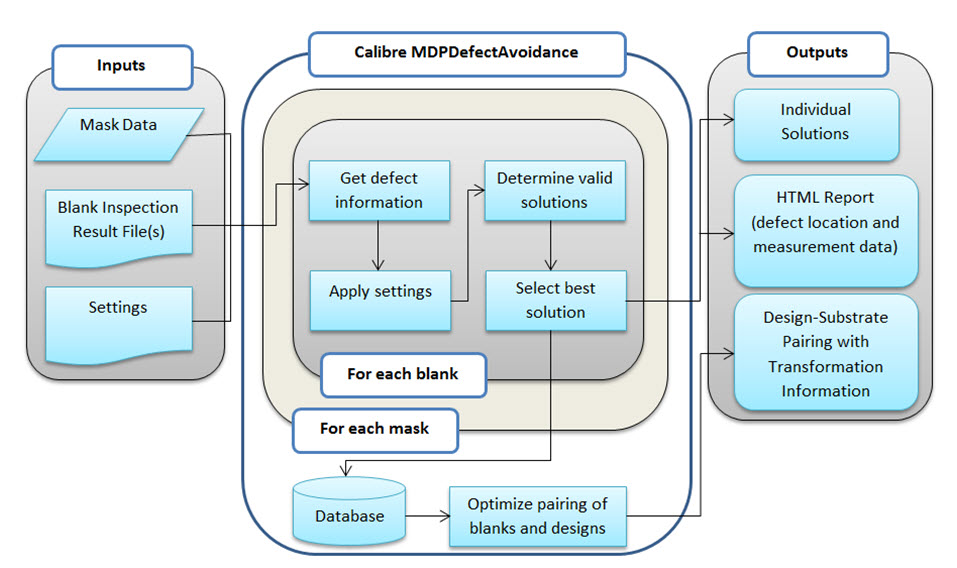 Inputs
Mask Data
Blank Inspection
Result File(s)
Settings
Calibre MDPDefectAvoidance
Get defect
information
Apply settings
Determine valid
solutions
Select best
solution
For each blank
For each mask
Database
Optimize pairing of
blanks and designs
Outputs
Individual
Solutions
HTML Report
(defect location and
measurement data)
Design-Substrate
Pairing with
Transformation
Information